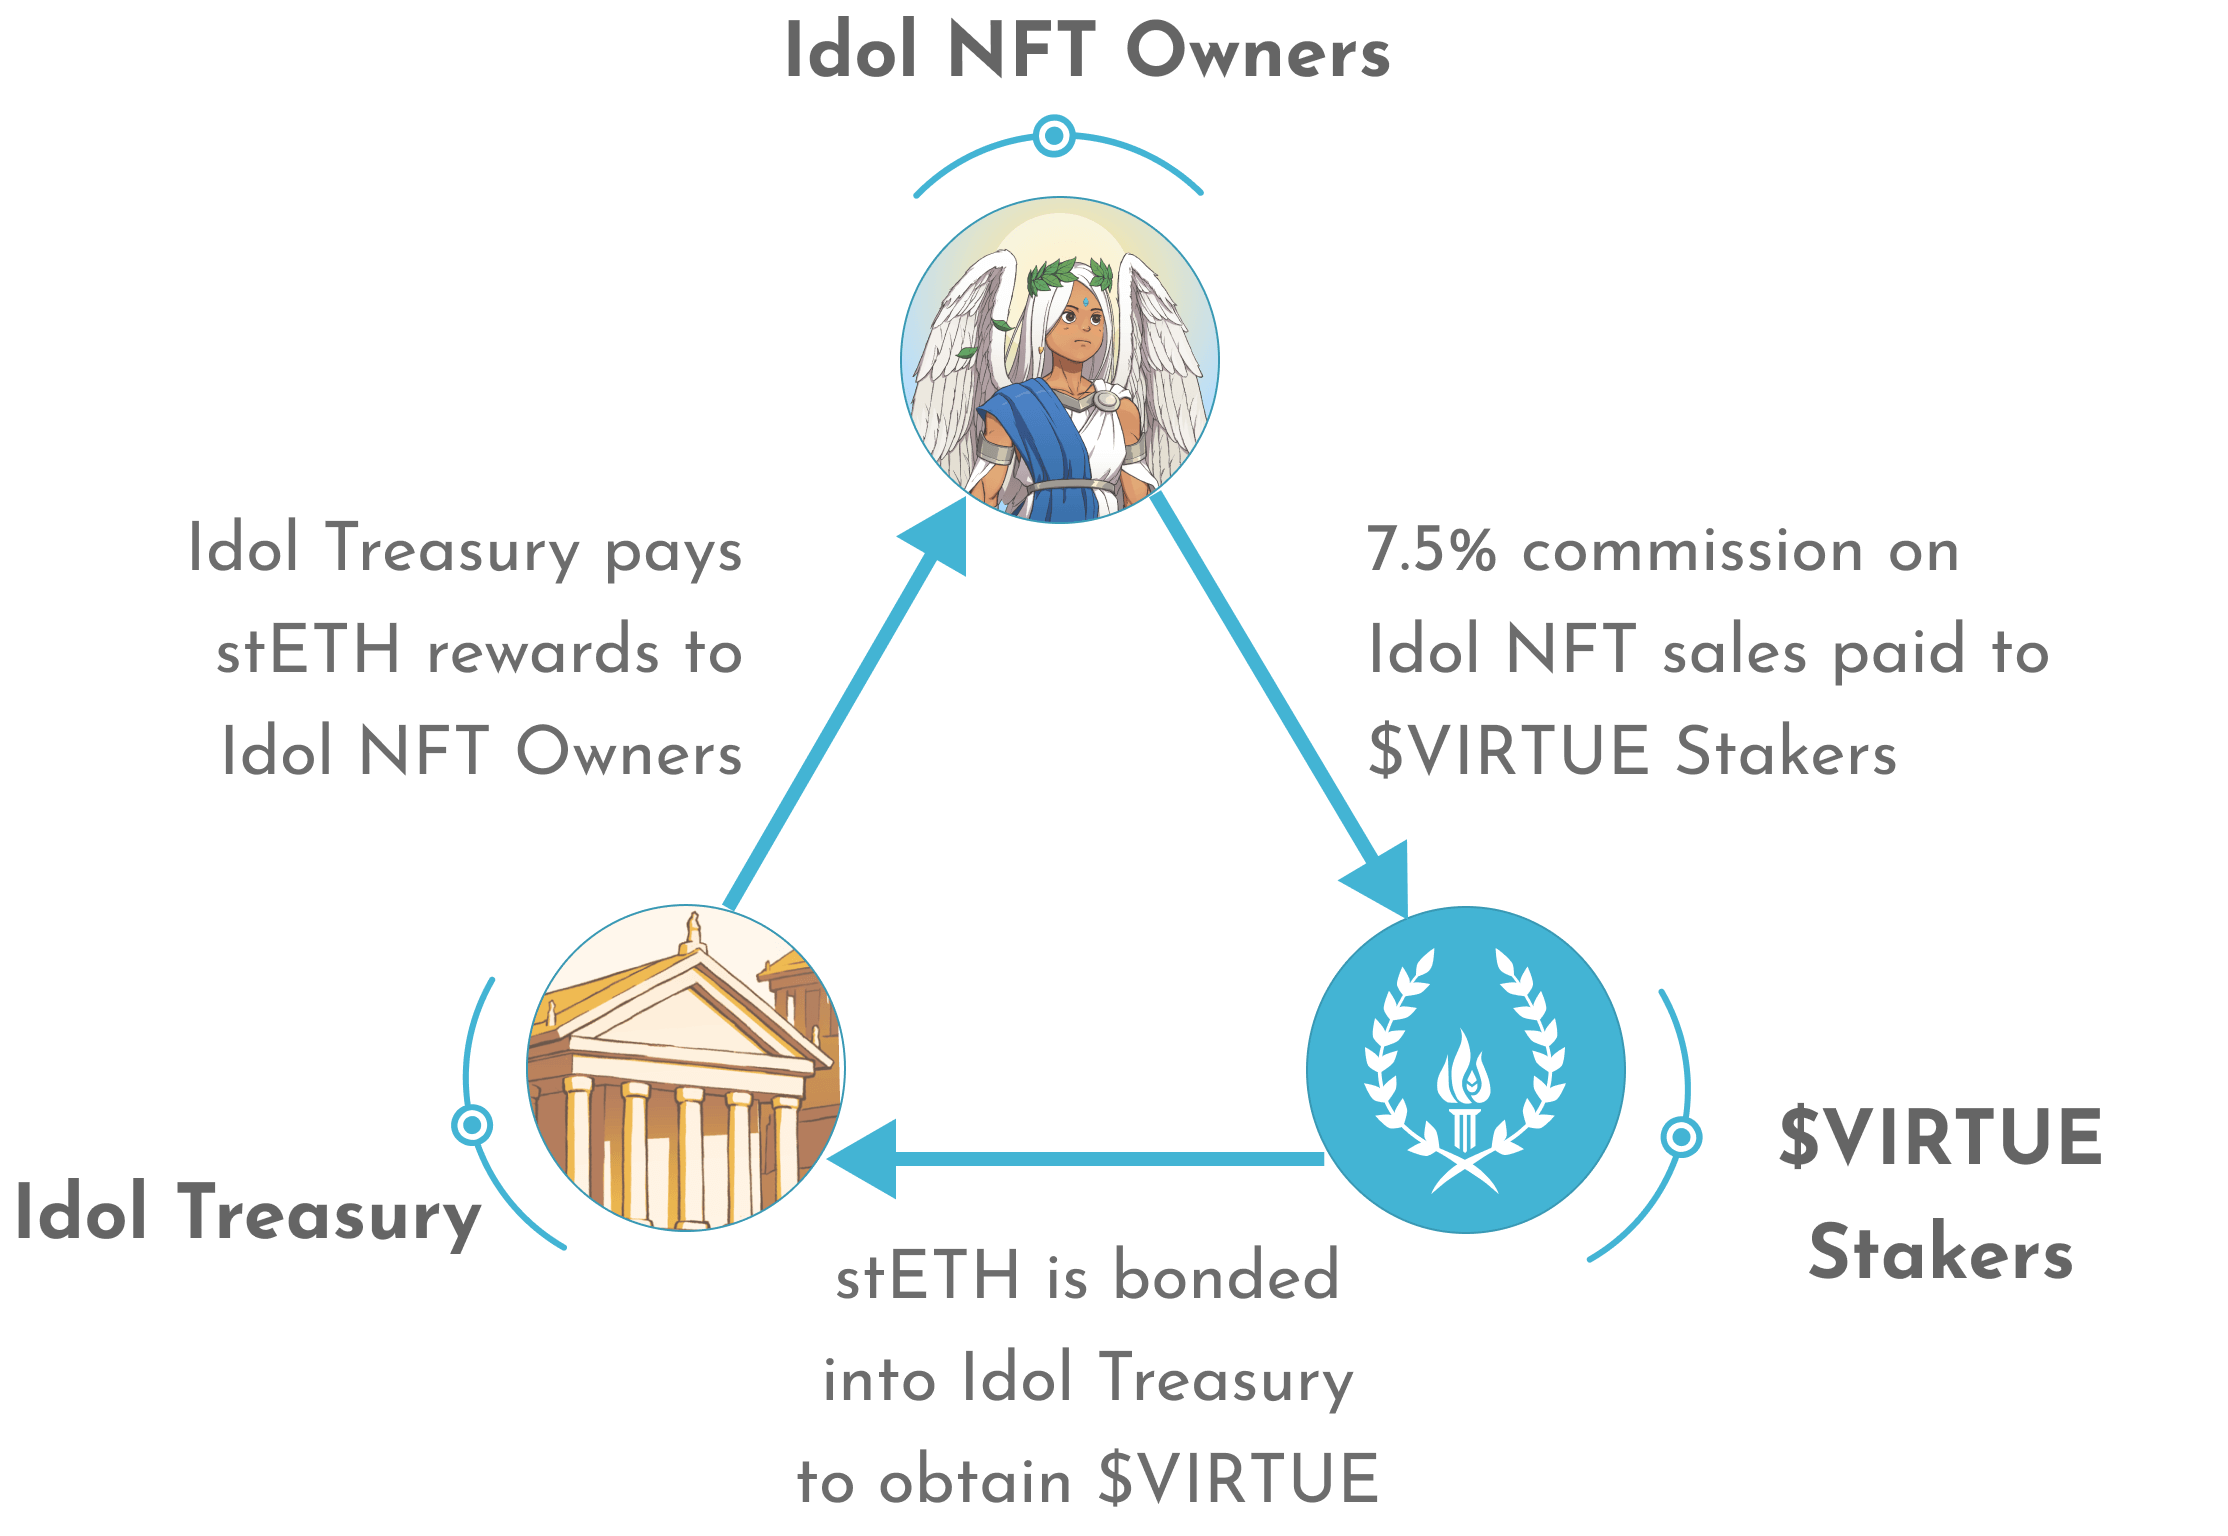 Idol NFT Owners
Idol Treasury pays
stETH rewards to
Idol NFT Owners
7.5% commission on
Idol NFT sales paid to
$VIRTUE Stakers
Idol Treasury
$VIRTUE
Stakers
stETH is bonded
into Idol Treasury
to obtain $VIRTUE